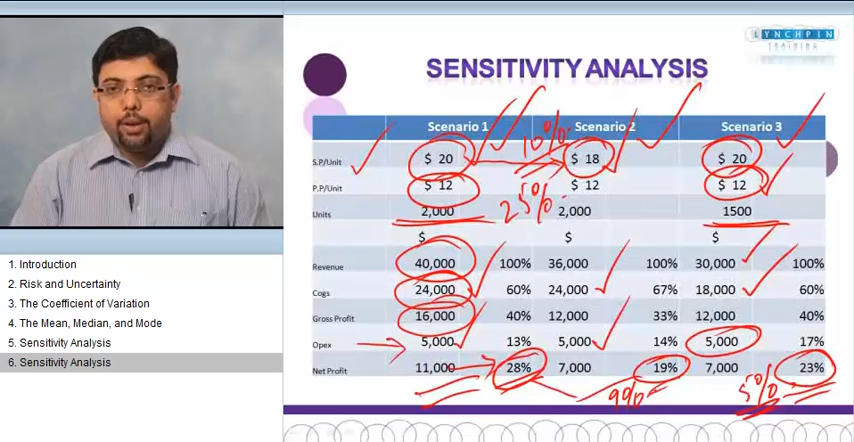 LYNCHPIN
TRAINING
SENSITIVITY ANALYSIS
Scenario 1 Scenario 2 Scenario 3
S.P/Unit $ 20 10% $ 18 $ 20
P.P/Unit $ 12 25% $ 12 $ 12
Units 2,000 2,000 1500
$ $ $
Revenue 40,000 100% 36,000 100% 30,000 100%
Cogs 24,000 60% 24,000 67% 18,000 60%
Gross Profit 16,000 40% 12,000 33% 12,000 40%
Opex 5,000 13% 5,000 14% 5,000 17%
Net Profit 11,000 28% 7,000 19% 7,000 23%
9% 5%
1. Introduction
2. Risk and Uncertainty
3. The Coefficient of Variation
4. The Mean, Median, and Mode
5. Sensitivity Analysis
6. Sensitivity Analysis